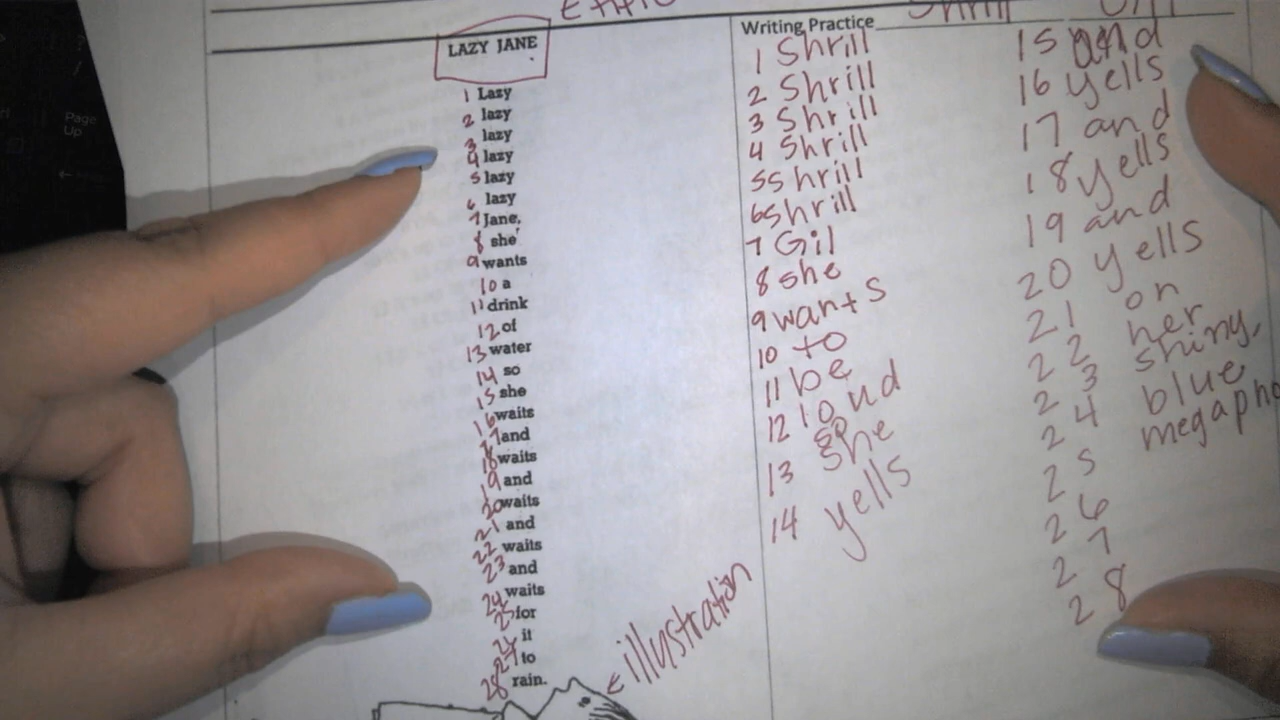 Page
Up
LAZY JANE
1 Lazy
2 lazy
3 lazy
4 lazy
5 lazy
6 lazy
7 Jane,
8 she
9 wants
10 a
11 drink
12 of
13 water
14 so
15 she
16 waits
17 and
18 waits
19 and
20 waits
21 and
22 waits
23 and
24 waits
25 for
26 it
27 to
28 rain.
illustration
Writing Practice
1 Shrill
2 Shrill
3 Shrill
4 Shrill
5 Shrill
6 Shrill
7 Gil
8 she
9 wants
10 to
11 be
12 loud
so
13 she
14 yells
15 and
16 yells
17 and
18 yells
19 and
20 yells
21 on
22 her
23 shiny,
24 blue
25 megapho
26
27
28